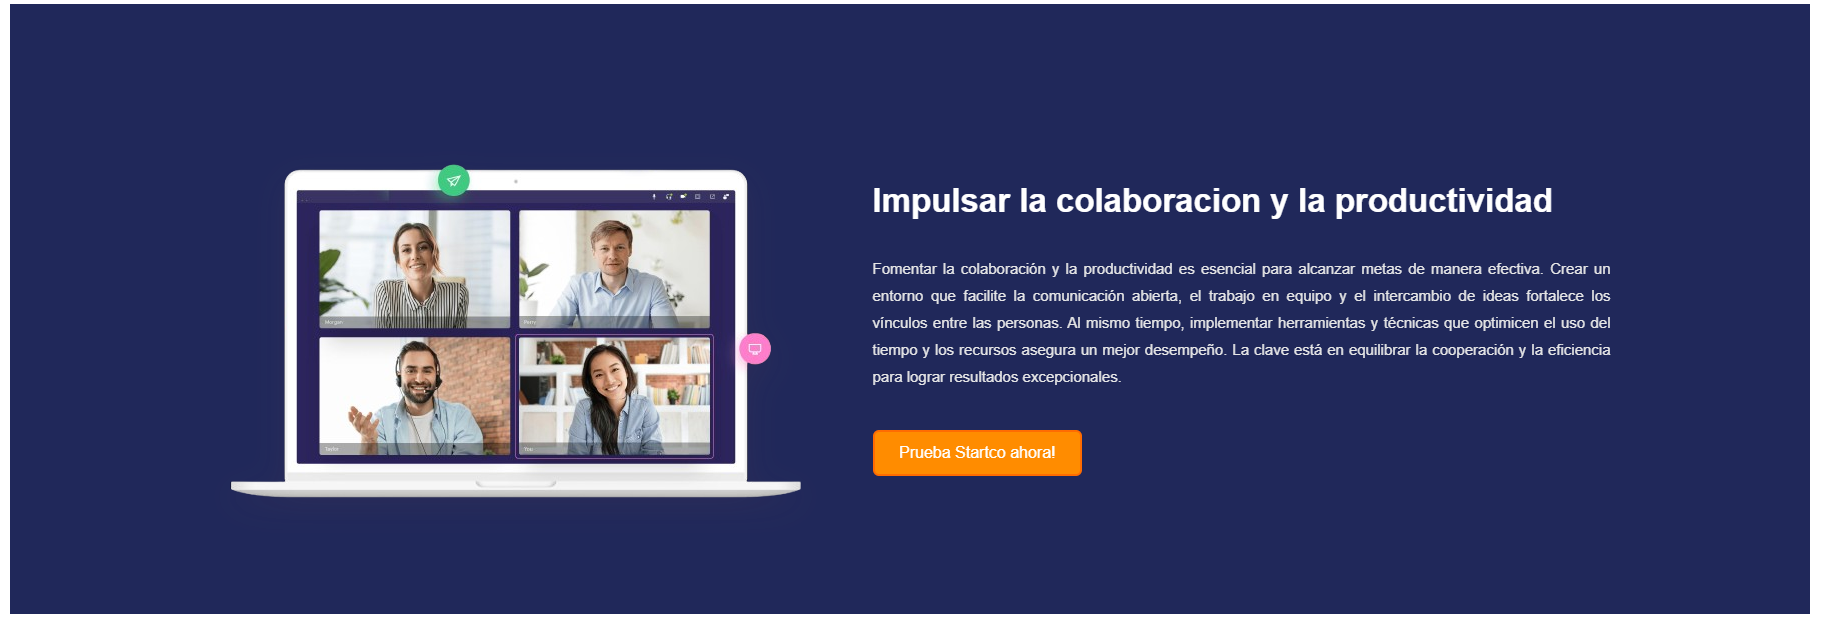 Impulsar la colaboracion y la productividad
Fomentar la colaboración y la productividad es esencial para alcanzar metas de manera efectiva. Crear un
entorno que facilite la comunicación abierta, el trabajo en equipo y el intercambio de ideas fortalece los
vínculos entre las personas. Al mismo tiempo, implementar herramientas y técnicas que optimicen el uso del
tiempo y los recursos asegura un mejor desempeño. La clave está en equilibrar la cooperación y la eficiencia
para lograr resultados excepcionales.
Prueba Startco ahora!